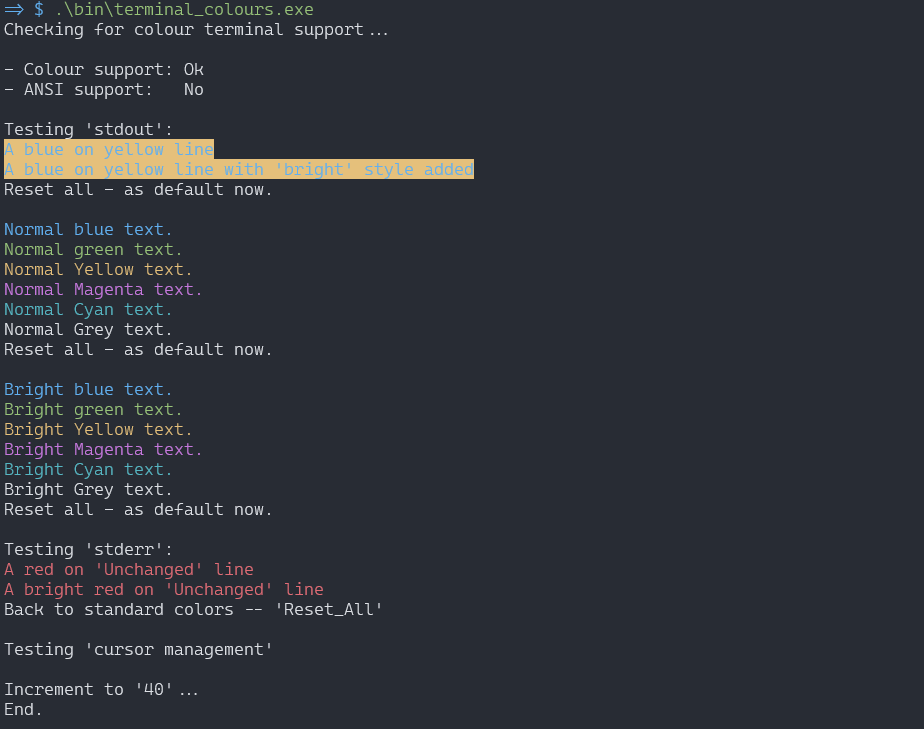 => $ .\bin\terminal_colours.exe
Checking for colour terminal support...
- Colour support: Ok
- ANSI support:   No
Testing 'stdout':
A blue on yellow line
A blue on yellow line with 'bright' style added
Reset all - as default now.
Normal blue text.
Normal green text.
Normal Yellow text.
Normal Magenta text.
Normal Cyan text.
Normal Grey text.
Reset all - as default now.
Bright blue text.
Bright green text.
Bright Yellow text.
Bright Magenta text.
Bright Cyan text.
Bright Grey text.
Reset all - as default now.
Testing 'stderr':
A red on 'Unchanged' line
A bright red on 'Unchanged' line
Back to standard colors -- 'Reset_All'
Testing 'cursor management'
Increment to '40'...
End.